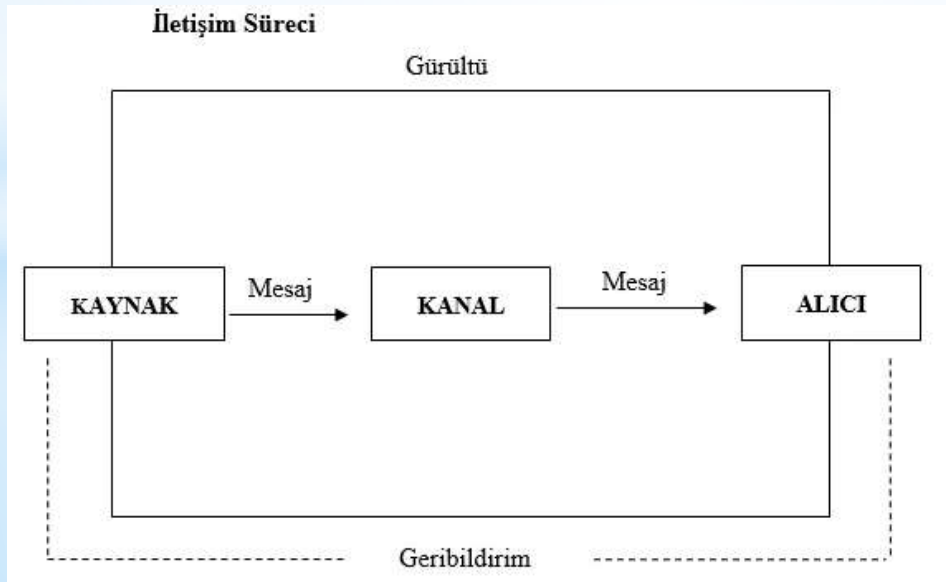 İletişim Süreci
Gürültü
KAYNAK
Mesaj
KANAL
Mesaj
ALICI
Geribildirim